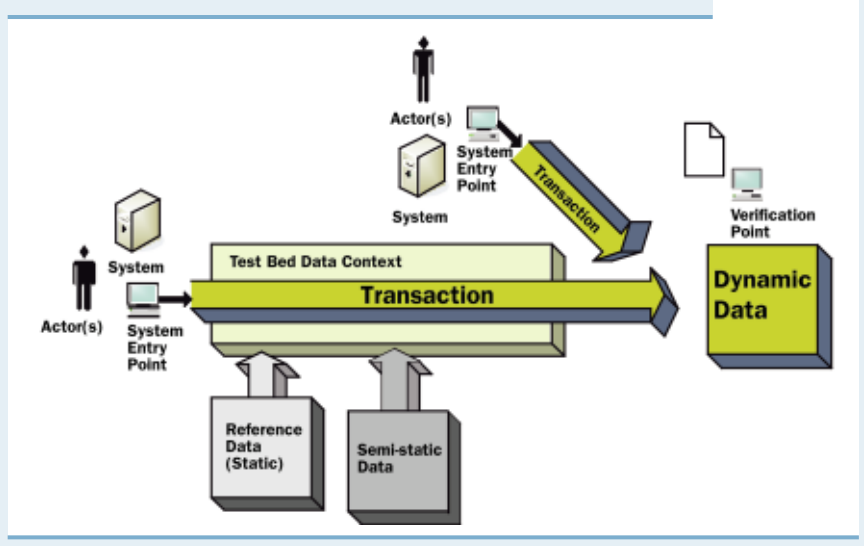 Actor(s)
System
Entry
Point
System
Transaction
Verification
Point
System
Actor(s)
System
Entry
Point
Test Bed Data Context
Transaction
Dynamic
Data
Reference
Data
(Static)
Semi-static
Data